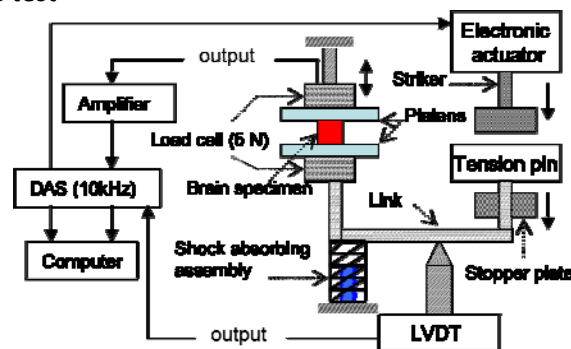 Electronic
actuator
output
Striker
Amplifier
Platens
Load cell (5 N)
Tension pin
DAS (10kHz)
Brain specimen
Link
Shock absorbing
assembly
Computer
Stopper plate
output
LVDT